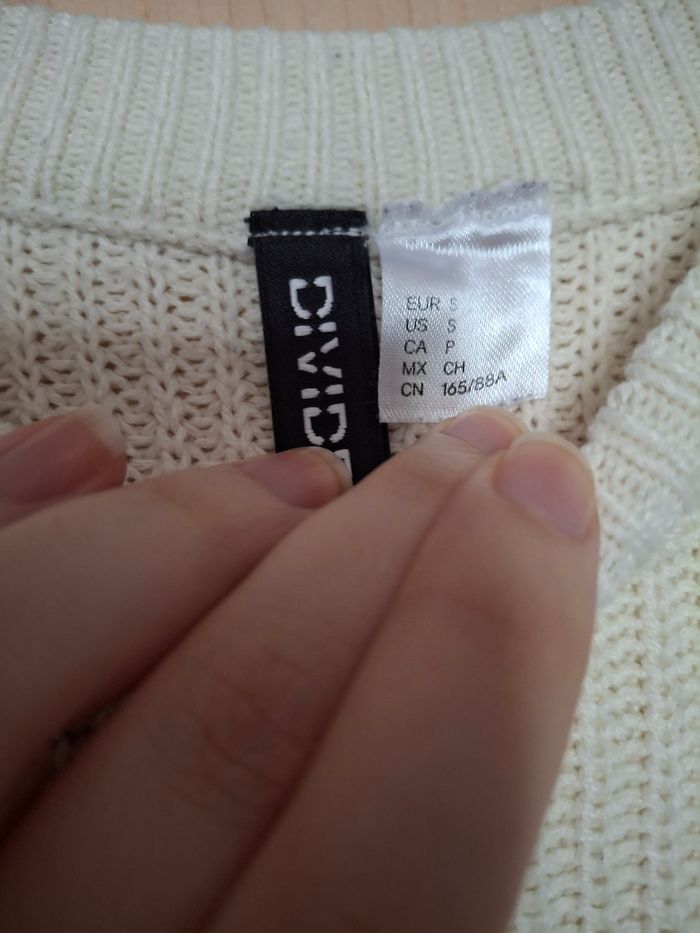 DIVIDE
EUR S
US S
CA P
MX CH
CN 165/88A